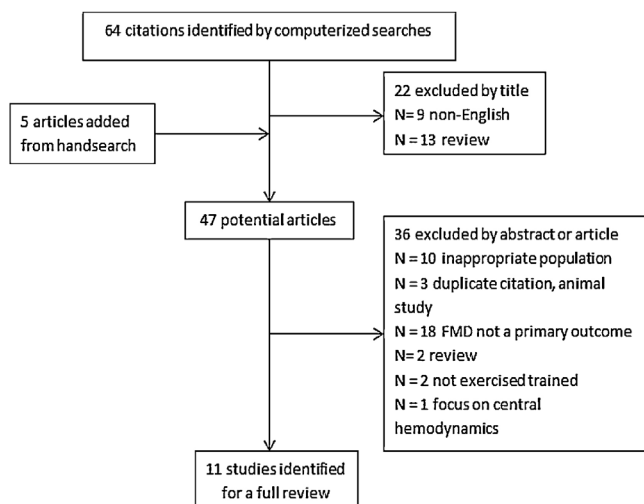 64 citations identified by computerized searches
22 excluded by title
N= 9 non-English
N = 13 review
5 articles added
from handsearch
47 potential articles
36 excluded by abstract or article
N = 10 inappropriate population
N = 3 duplicate citation, animal
study
N = 18 FMD not a primary outcome
N= 2 review
N = 2 not exercised trained
N = 1 focus on central
hemodynamics
11 studies identified
for a full review